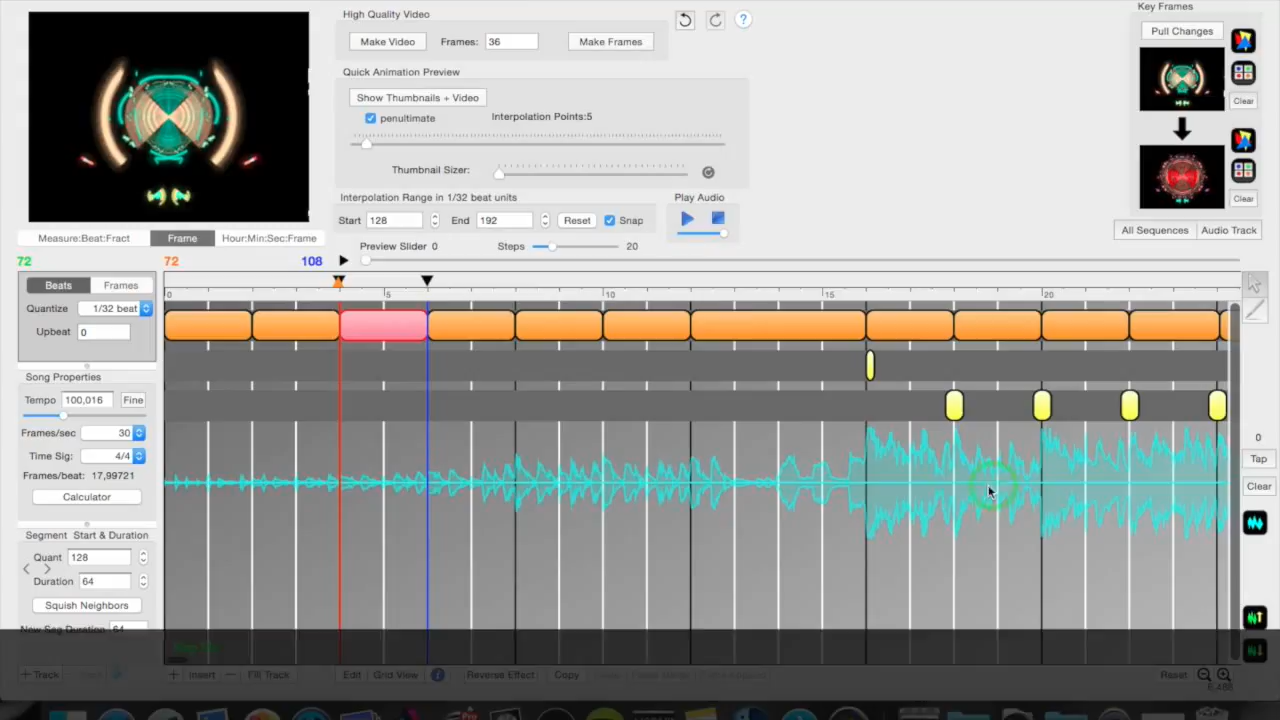 High Quality Video
Make Video
Frames: 36
Make Frames
?
Key Frames
Pull Changes
Clear
Clear
All Sequences
Audio Track
Quick Animation Preview
Show Thumbnails + Video
penultimate
Interpolation Points:5
Thumbnail Sizer:
Interpolation Range in 1/32 beat units
Play Audio
Start 128
End 192
Reset
Snap
Preview Slider 0
Steps
20
Measure:Beat:Fract
Frame
Hour:Min:Sec:Frame
72
72
108
0 5 10 15 20
Beats
Frames
Quantize 1/32 beat
Upbeat 0
Song Properties
Tempo 100,016 Fine
Frames/sec 30
Time Sig: 4/4
Frames/beat: 17,99721
Calculator
Segment Start & Duration
Quant 128
Duration 64
Squish Neighbors
New Seg Duration 64
0
Tap
Clear
+ Track
+ Insert
− Fill Track
Edit
Grid View
Reverse Effect
Copy
Reset